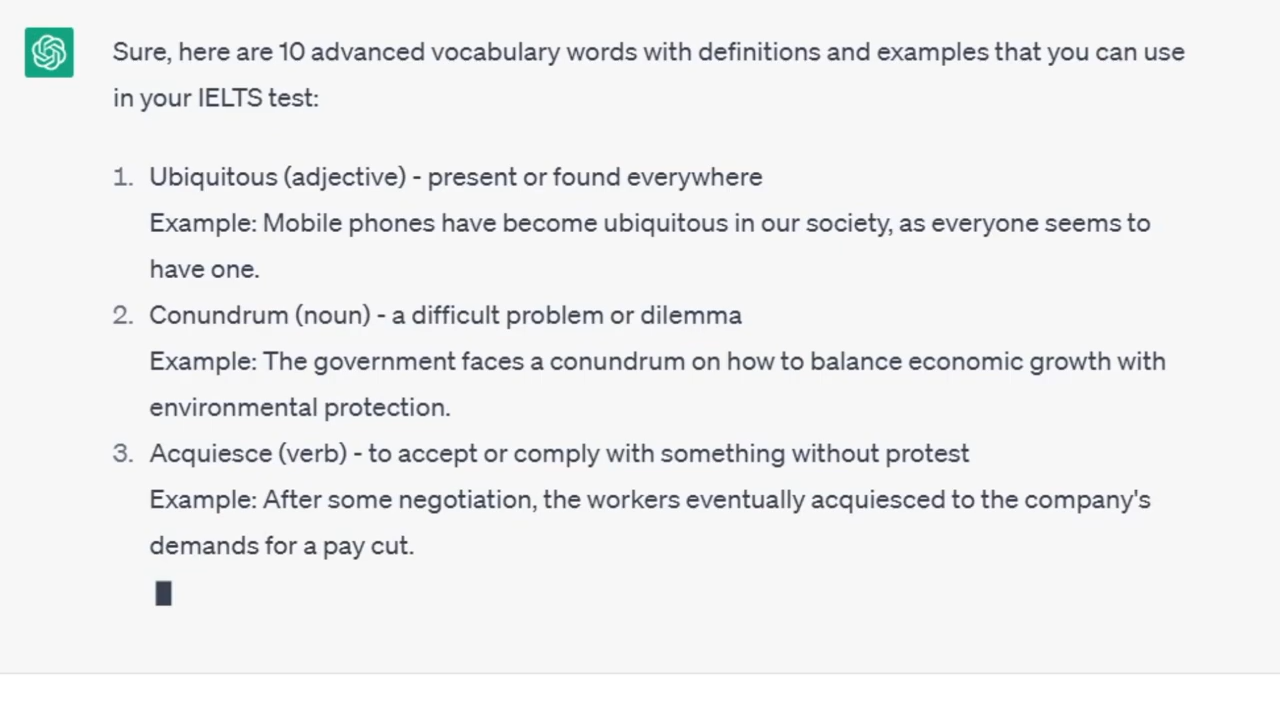 Sure, here are 10 advanced vocabulary words with definitions and examples that you can use
in your IELTS test:
1. Ubiquitous (adjective) - present or found everywhere
Example: Mobile phones have become ubiquitous in our society, as everyone seems to
have one.
2. Conundrum (noun) - a difficult problem or dilemma
Example: The government faces a conundrum on how to balance economic growth with
environmental protection.
3. Acquiesce (verb) - to accept or comply with something without protest
Example: After some negotiation, the workers eventually acquiesced to the company's
demands for a pay cut.